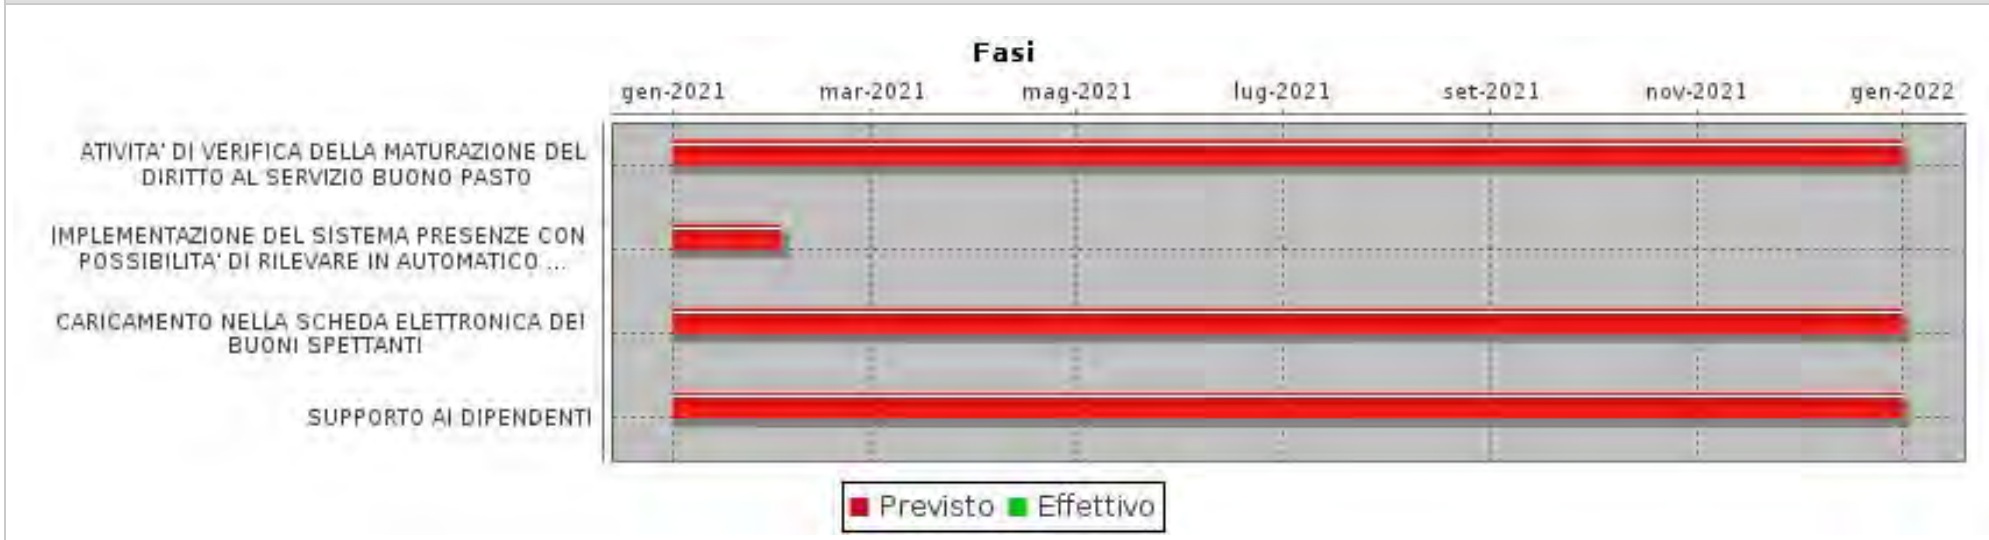 Fasi
gen-2021 mar-2021 mag-2021 lug-2021 set-2021 nov-2021 gen-2022
ATIVITA' DI VERIFICA DELLA MATURAZIONE DEL
DIRITTO AL SERVIZIO BUONO PASTO
IMPLEMENTAZIONE DEL SISTEMA PRESENZE CON
POSSIBILITA' DI RILEVARE IN AUTOMATICO ...
CARICAMENTO NELLA SCHEDA ELETTRONICA DEI
BUONI SPETTANTI
SUPPORTO AI DIPENDENTI
Previsto Effettivo